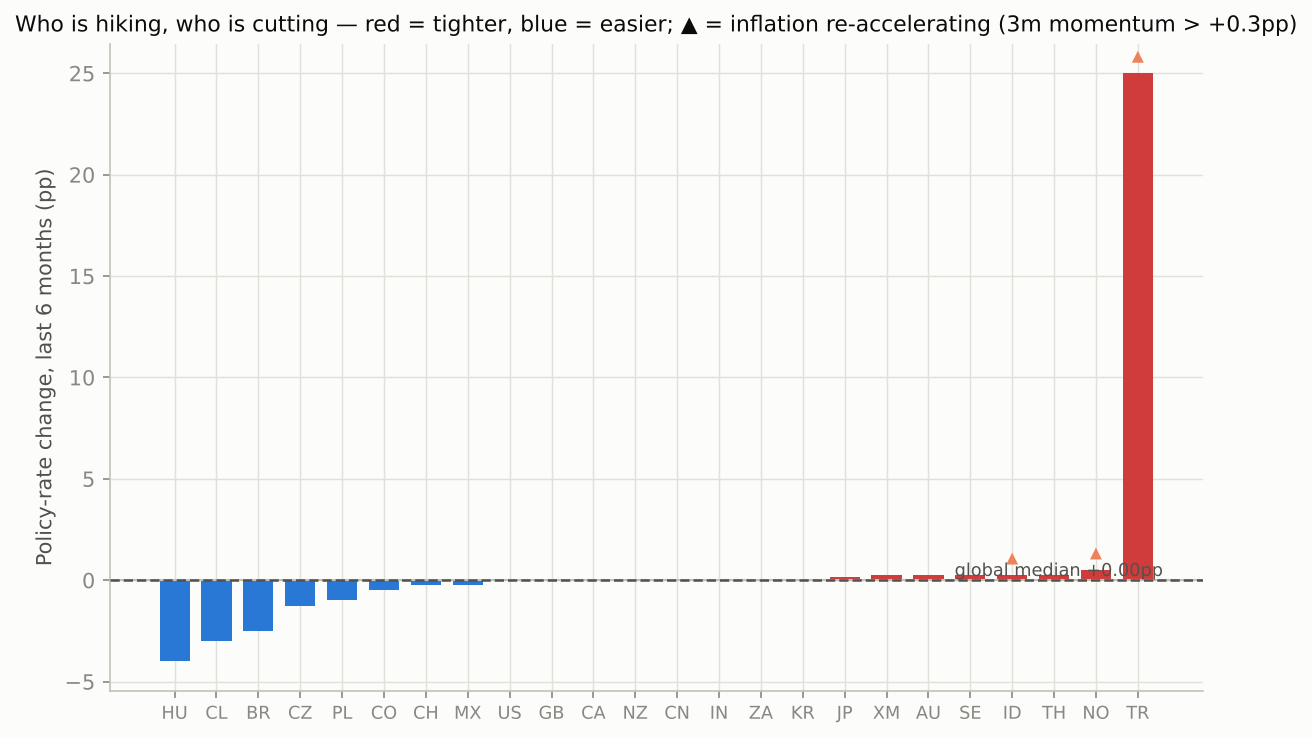 Who is hiking, who is cutting — red = tighter, blue = easier; ▲ = inflation re-accelerating (3m momentum > +0.3pp)
Policy-rate change, last 6 months (pp)
25
20
15
10
5
0
−5
global median +0.00pp
HU CL BR CZ PL CO CH MX US GB CA NZ CN IN ZA KR JP XM AU SE ID TH NO TR